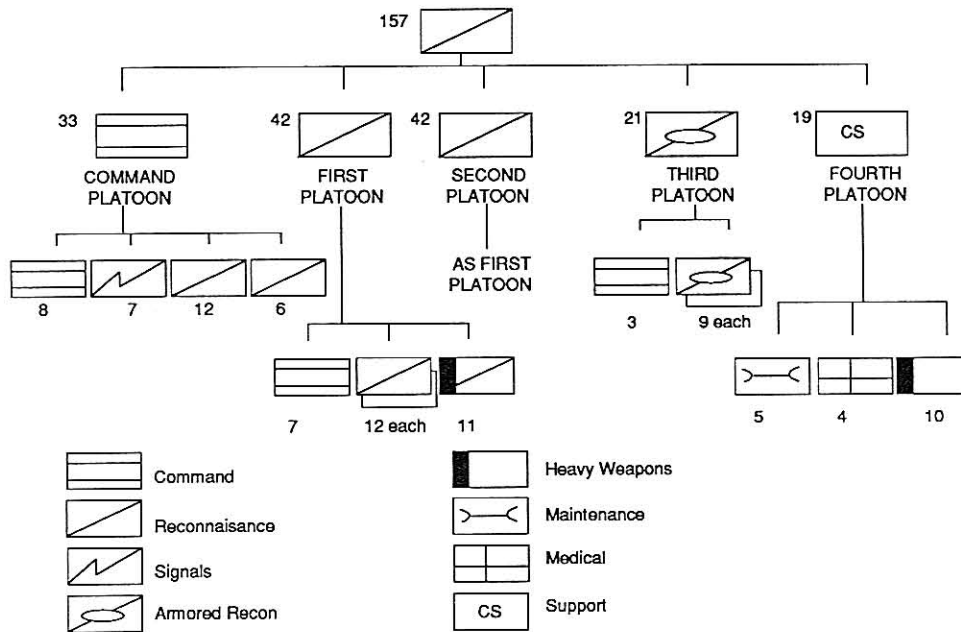 157
33
42
42
21
19
CS
COMMAND
PLATOON
FIRST
PLATOON
SECOND
PLATOON
THIRD
PLATOON
FOURTH
PLATOON
AS FIRST
PLATOON
8
7
12
6
3
9 each
7
12 each
11
5
4
10
Command
Reconnaisance
Signals
Armored Recon
Heavy Weapons
Maintenance
Medical
CS
Support